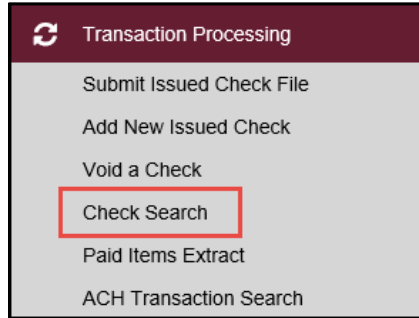 Transaction Processing
Submit Issued Check File
Add New Issued Check
Void a Check
Check Search
Paid Items Extract
ACH Transaction Search